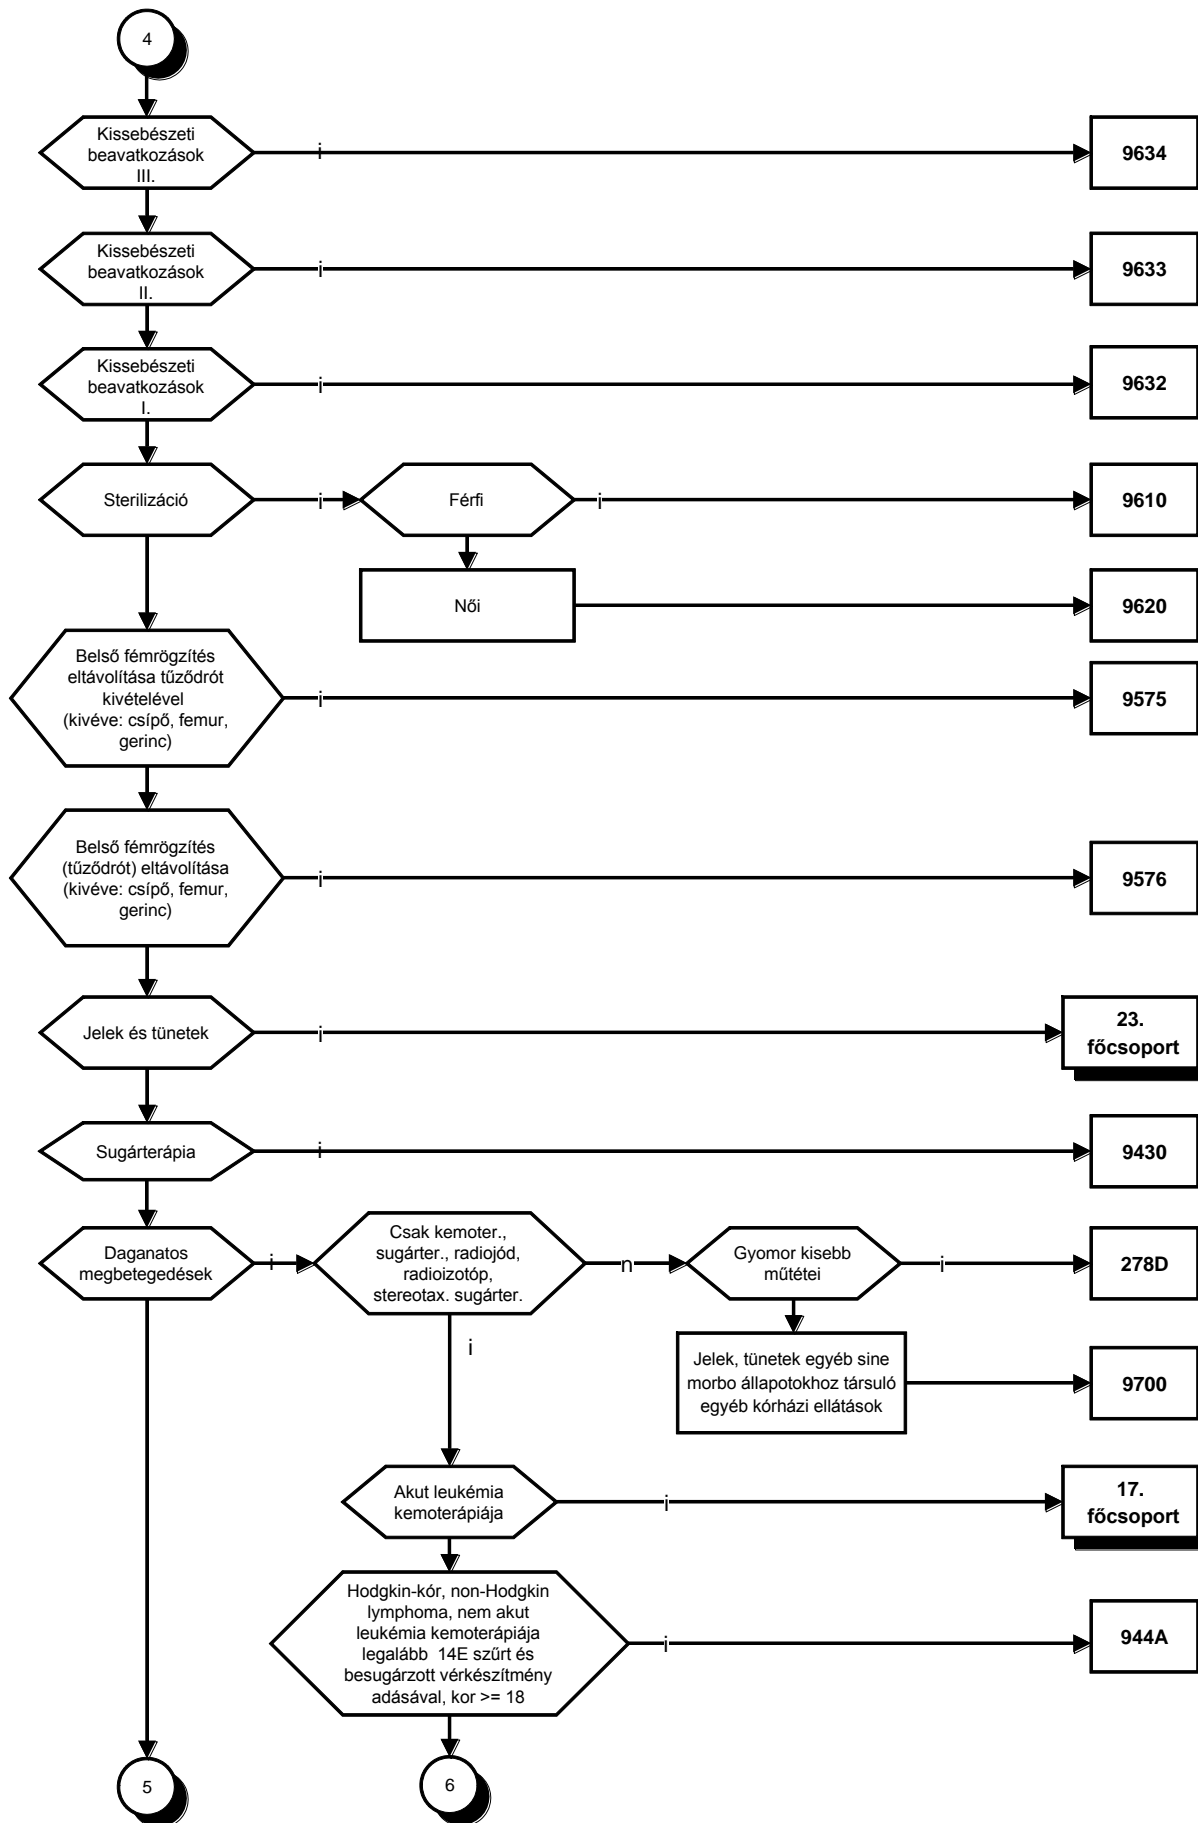 4
Kissebészeti
beavatkozások
III.
i
9634
Kissebészeti
beavatkozások
II.
i
9633
Kissebészeti
beavatkozások
I.
i
9632
Sterilizáció
i
Férfi
i
9610
Női
9620
Belső fémrögzítés
eltávolítása tűződrót
kivételével
(kivéve: csípő, femur,
gerinc)
i
9575
Belső fémrögzítés
(tűződrót) eltávolítása
(kivéve: csípő, femur,
gerinc)
i
9576
Jelek és tünetek
i
23.
főcsoport
Sugárterápia
i
9430
Daganatos
megbetegedések
i
Csak kemoter.,
sugárter., radiojód,
radioizotóp,
stereotax. sugárter.
n
Gyomor kisebb
műtétei
i
278D
i
Jelek, tünetek egyéb sine
morbo állapotokhoz társuló
egyéb kórházi ellátások
9700
Akut leukémia
kemoterápiája
i
17.
főcsoport
Hodgkin-kór, non-Hodgkin
lymphoma, nem akut
leukémia kemoterápiája
legalább 14E szűrt és
besugárzott vérkészítmény
adásával, kor >= 18
i
944A
5
6